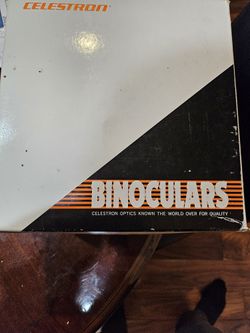 CELESTRON
BINOCULARS
CELESTRON OPTICS KNOWN THE WORLD OVER FOR QUALITY